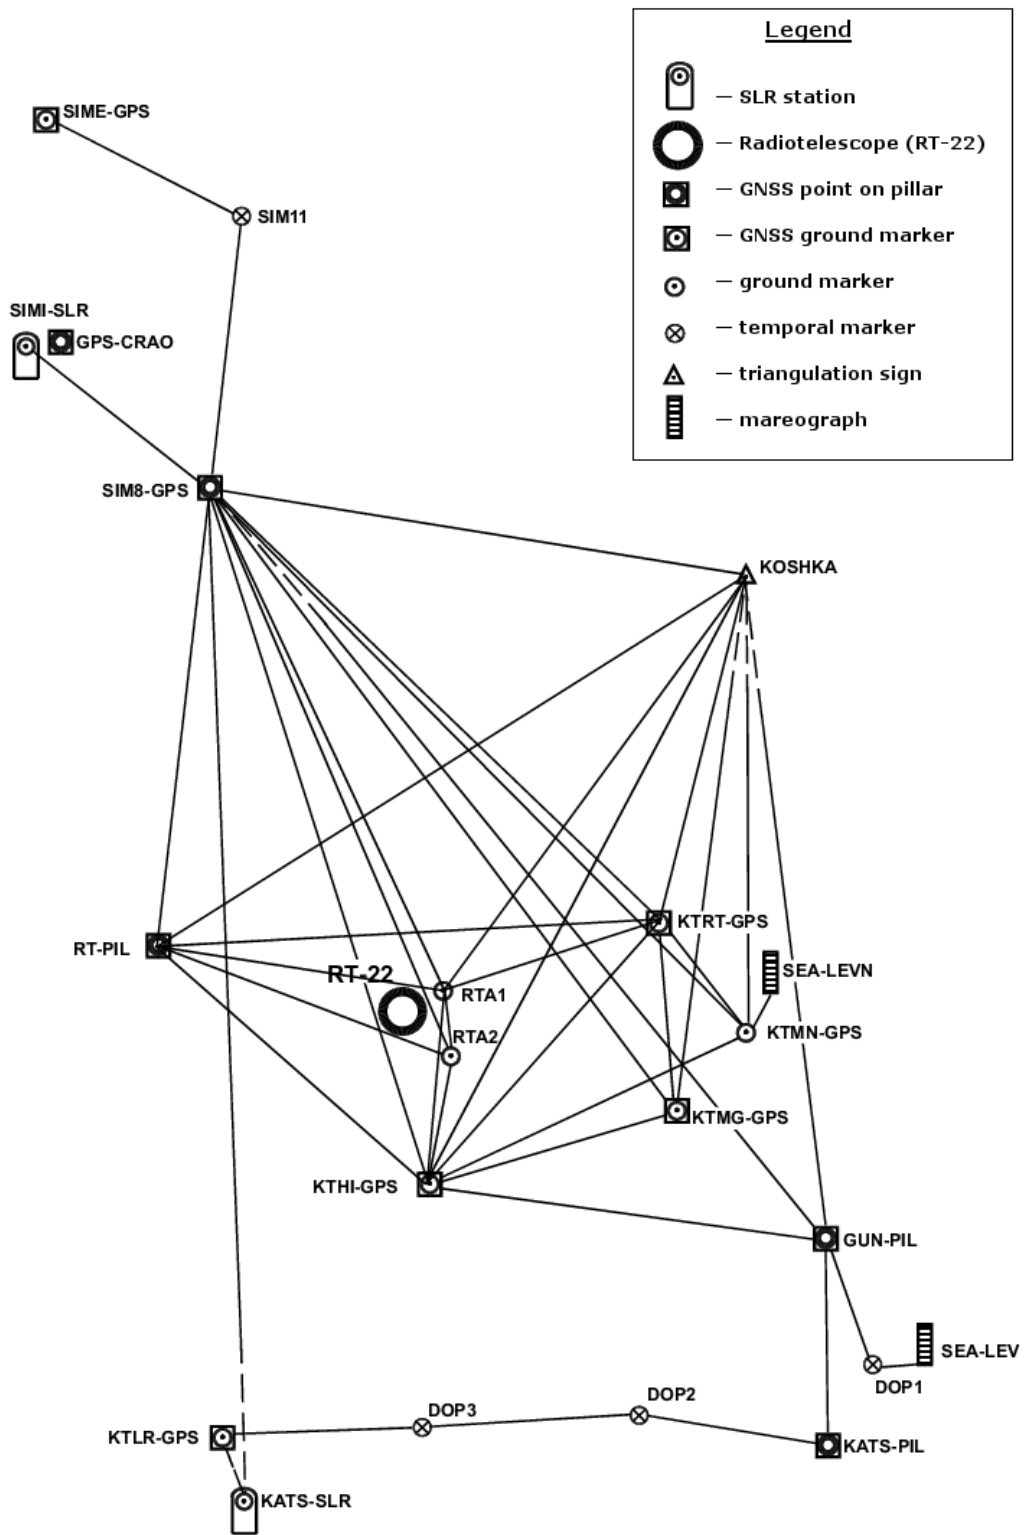 Legend
— SLR station
— Radiotelescope (RT-22)
— GNSS point on pillar
— GNSS ground marker
— ground marker
— temporal marker
— triangulation sign
— mareograph
SIME-GPS
SIM11
SIMI-SLR
GPS-CRAO
SIM8-GPS
KOSHKA
KTRT-GPS
RT-PIL
RT-22
SEA-LEVN
RTA1
KTMN-GPS
RTA2
KTMG-GPS
KTHI-GPS
GUN-PIL
SEA-LEV
DOP1
DOP2
DOP3
KTLR-GPS
KATS-PIL
KATS-SLR